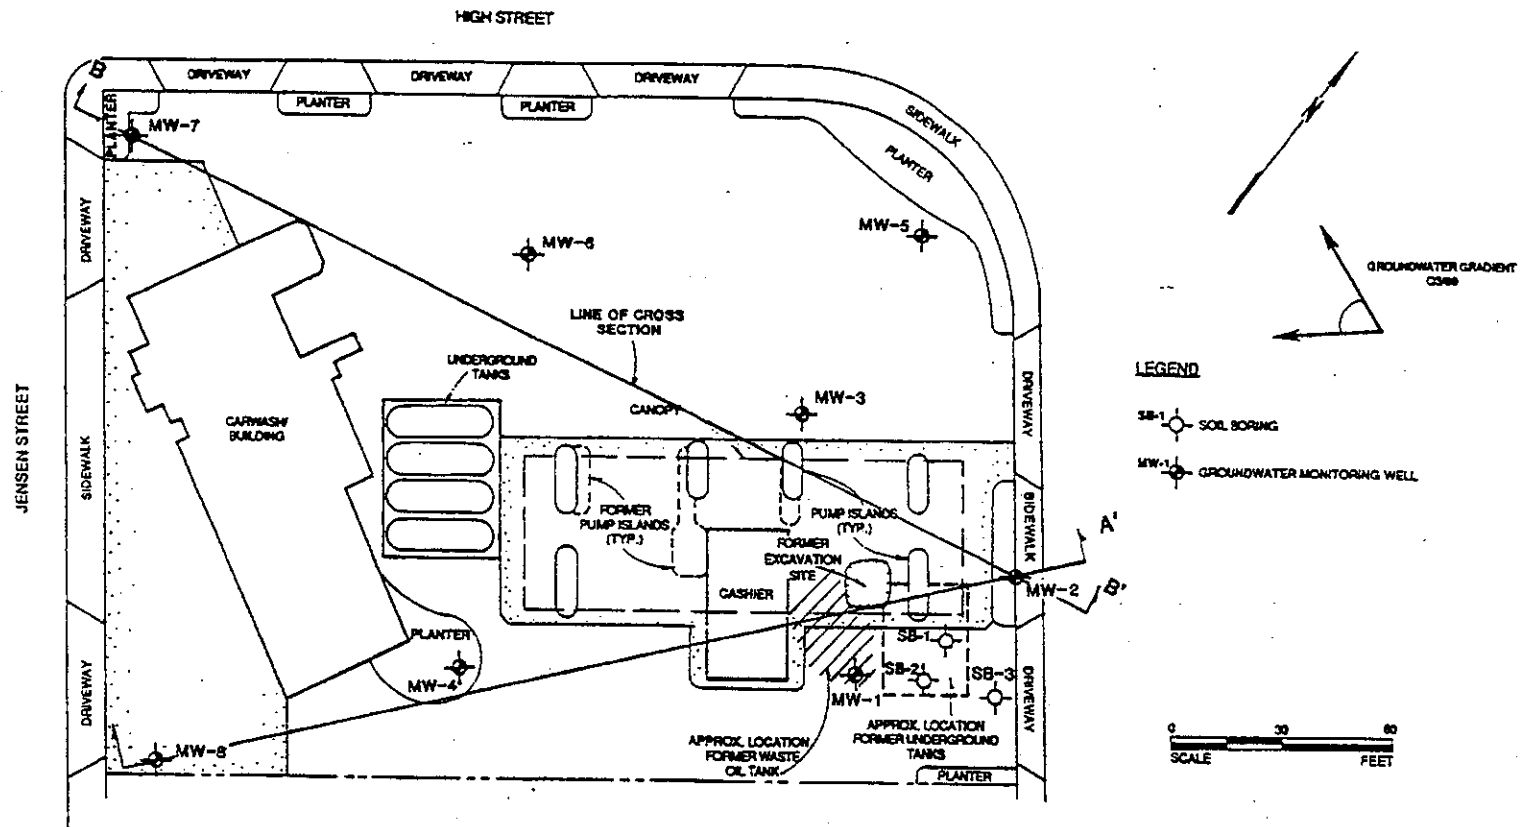 HIGH STREET
B
DRIVEWAY
DRIVEWAY
DRIVEWAY
PLANTER
PLANTER
PLANTER
MW-7
SIDEWALK
PLANTER
N
MW-5
MW-6
GROUNDWATER GRADIENT
DRIVEWAY
LINE OF CROSS
SECTION
UNDERGROUND
TANKS
LEGEND
SB-1
SOIL BORING
MW-1
GROUNDWATER MONITORING WELL
JENSEN STREET
SIDEWALK
CARWASH/
BUILDING
CANOPY
MW-3
DRIVEWAY
FORMER
PUMP ISLANDS
(TYP.)
PUMP ISLANDS
(TYP.)
FORMER
EXCAVATION
SITE
SIDEWALK
A'
CASHIER
MW-2
B'
PLANTER
MW-4
SB-1
SB-2
SB-3
MW-1
DRIVEWAY
DRIVEWAY
MW-8
APPROX. LOCATION
FORMER WASTE
OIL TANK
APPROX. LOCATION
FORMER UNDERGROUND
TANKS
PLANTER
0 30 60
SCALE FEET